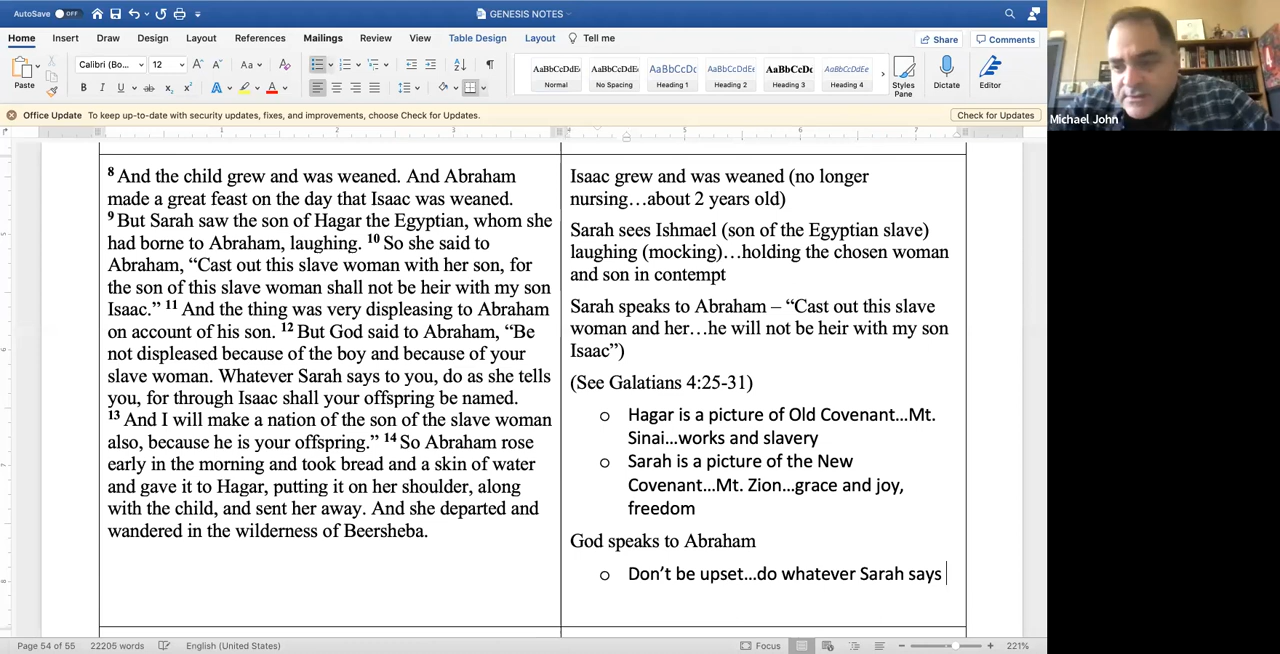 AutoSave OFF GENESIS NOTES
Home Insert Draw Design Layout References Mailings Review View Table Design Layout Tell me Share Comments
Paste Calibri (Bo... 12 Aa
AaBbCcDdE AaBbCcDdE AaBbCcDc AaBbCcDdE AaBbCcDc AaBbCcDdEe
Normal No Spacing Heading 1 Heading 2 Heading 3 Heading 4 Styles Pane Dictate Editor
Office Update To keep up-to-date with security updates, fixes, and improvements, choose Check for Updates. Check for Updates
Michael John
8 And the child grew and was weaned. And Abraham
made a great feast on the day that Isaac was weaned.
9 But Sarah saw the son of Hagar the Egyptian, whom she
had borne to Abraham, laughing. 10 So she said to
Abraham, “Cast out this slave woman with her son, for
the son of this slave woman shall not be heir with my son
Isaac.” 11 And the thing was very displeasing to Abraham
on account of his son. 12 But God said to Abraham, “Be
not displeased because of the boy and because of your
slave woman. Whatever Sarah says to you, do as she tells
you, for through Isaac shall your offspring be named.
13 And I will make a nation of the son of the slave woman
also, because he is your offspring.” 14 So Abraham rose
early in the morning and took bread and a skin of water
and gave it to Hagar, putting it on her shoulder, along
with the child, and sent her away. And she departed and
wandered in the wilderness of Beersheba.
Isaac grew and was weaned (no longer
nursing…about 2 years old)
Sarah sees Ishmael (son of the Egyptian slave)
laughing (mocking)…holding the chosen woman
and son in contempt
Sarah speaks to Abraham – “Cast out this slave
woman and her…he will not be heir with my son
Isaac”)
(See Galatians 4:25-31)
o Hagar is a picture of Old Covenant…Mt.
Sinai…works and slavery
o Sarah is a picture of the New
Covenant…Mt. Zion…grace and joy,
freedom
God speaks to Abraham
o Don’t be upset…do whatever Sarah says
Page 54 of 55 22205 words English (United States) Focus 221%